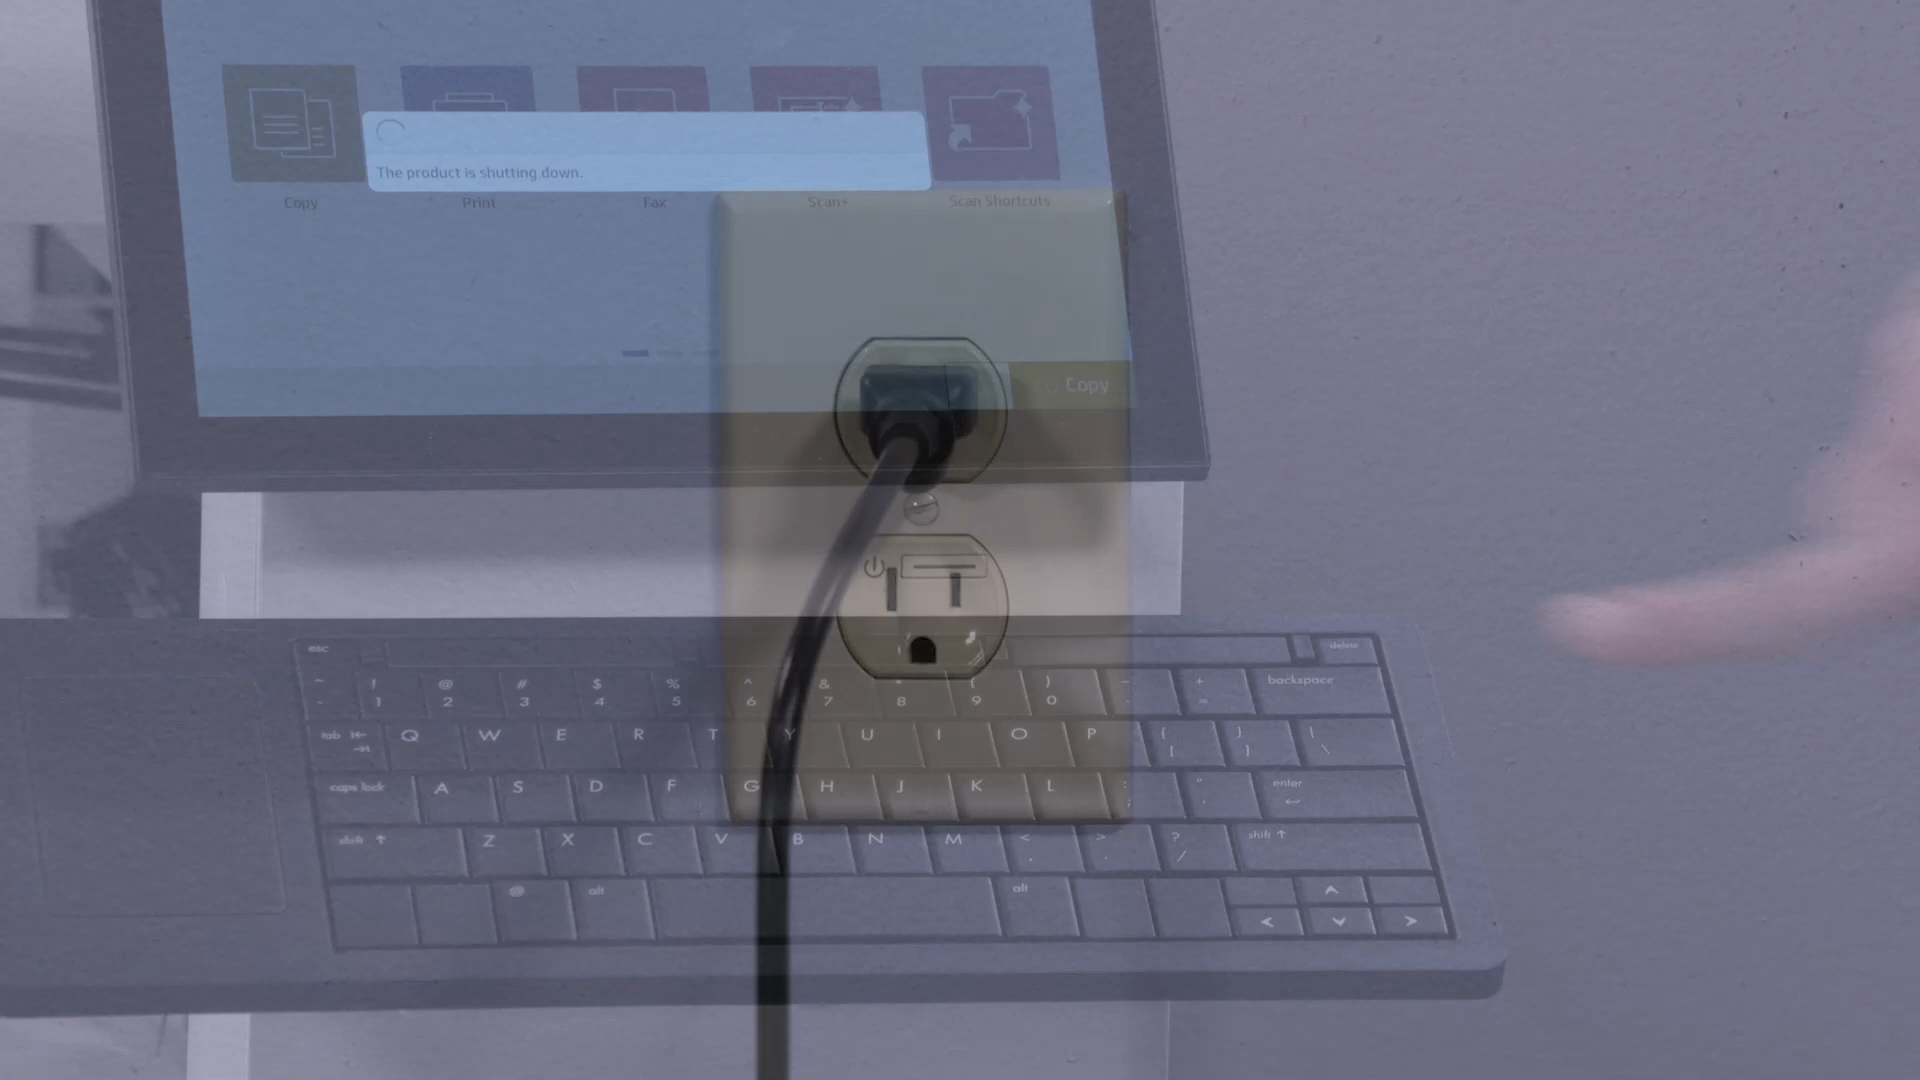 The product is shutting down.
Copy Print Fax Scan+ Scan Shortcuts
Copy
esc delete
~ ! @ # $ % ^ & * ( ) - + backspace
1 2 3 4 5 6 7 8 9 0 =
tab Q W E R T Y U I O P { [ } ] | \
caps lock A S D F G H J K L : ; " ' enter
shift Z X C V B N M < , > . ? / shift
@ alt alt